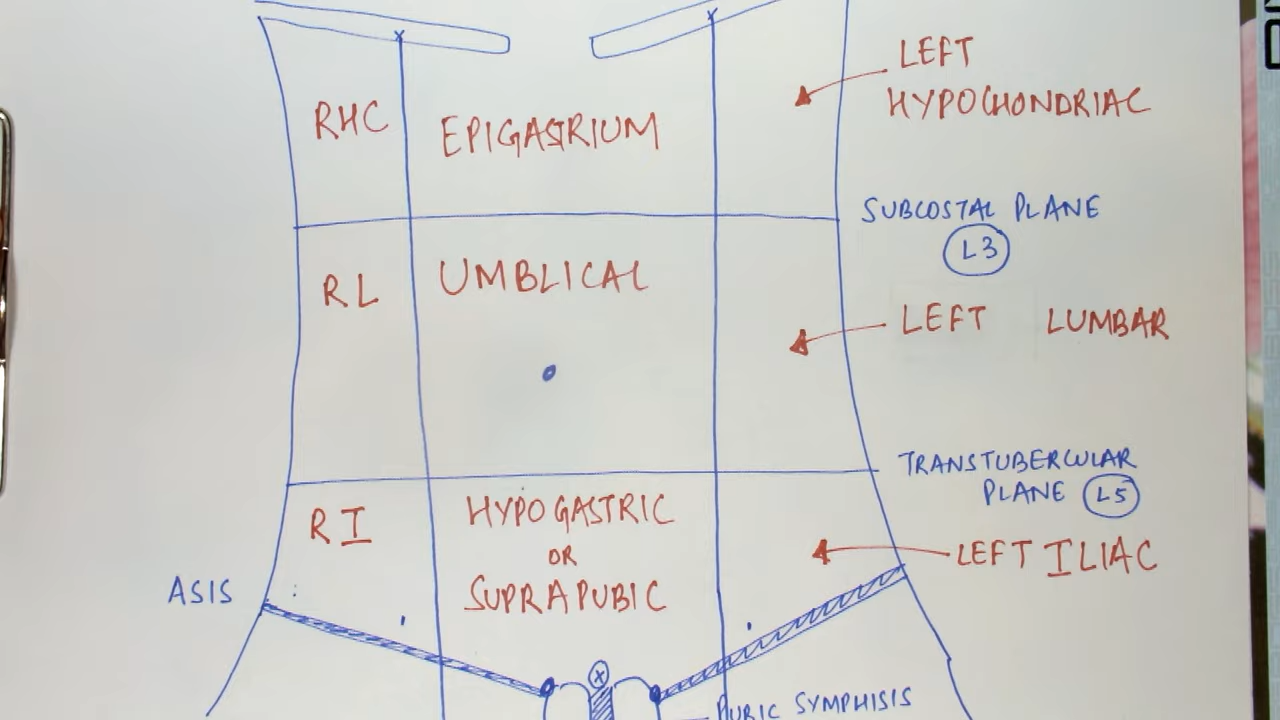 LEFT
HYPOCHONDRIAC
RHC
EPIGASTRIUM
SUBCOSTAL PLANE
L3
RL
UMBLICAL
LEFT LUMBAR
TRANSTUBERCULAR
PLANE L5
RI
HYPOGASTRIC
OR
SUPRAPUBIC
LEFT ILIAC
ASIS
PUBIC SYMPHISIS